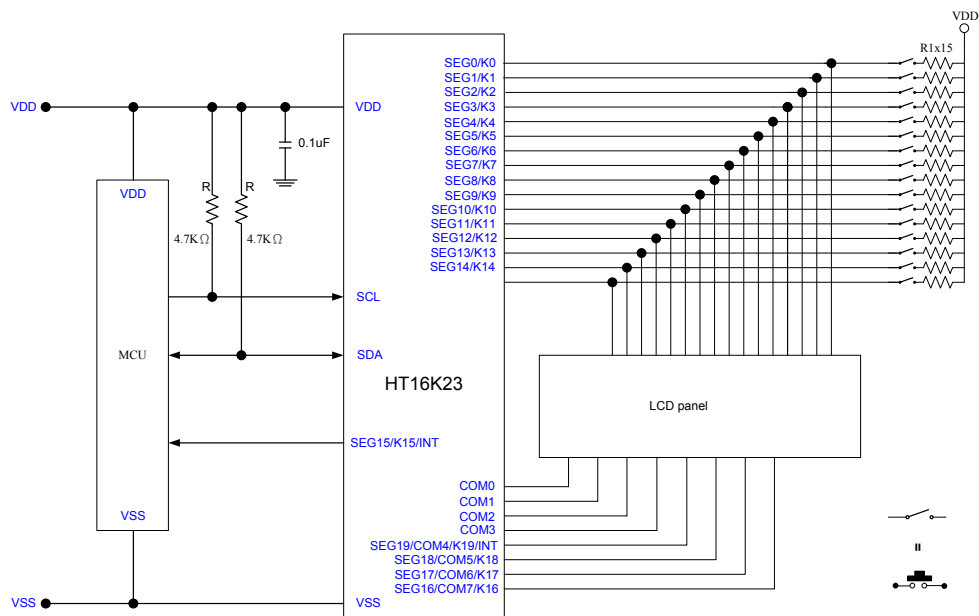 VDD
R1x15
SEG0/K0
SEG1/K1
SEG2/K2
SEG3/K3
SEG4/K4
SEG5/K5
SEG6/K6
SEG7/K7
SEG8/K8
SEG9/K9
SEG10/K10
SEG11/K11
SEG12/K12
SEG13/K13
SEG14/K14
VDD
VDD
0.1uF
VDD
R
R
4.7KΩ
4.7KΩ
SCL
MCU
SDA
HT16K23
LCD panel
SEG15/K15/INT
COM0
COM1
COM2
COM3
SEG19/COM4/K19/INT
SEG18/COM5/K18
SEG17/COM6/K17
SEG16/COM7/K16
VSS
VSS
VSS
=